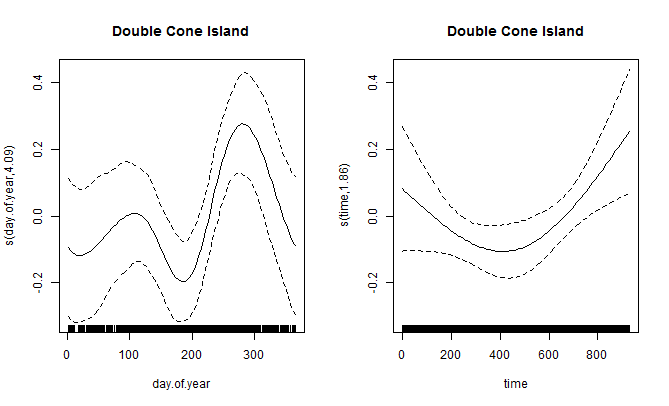 Double Cone Island
s(day.of.year,4.09)
0.4
0.2
0.0
-0.2
0 100 200 300
day.of.year
Double Cone Island
s(time,1.86)
0.4
0.2
0.0
-0.2
0 200 400 600 800
time